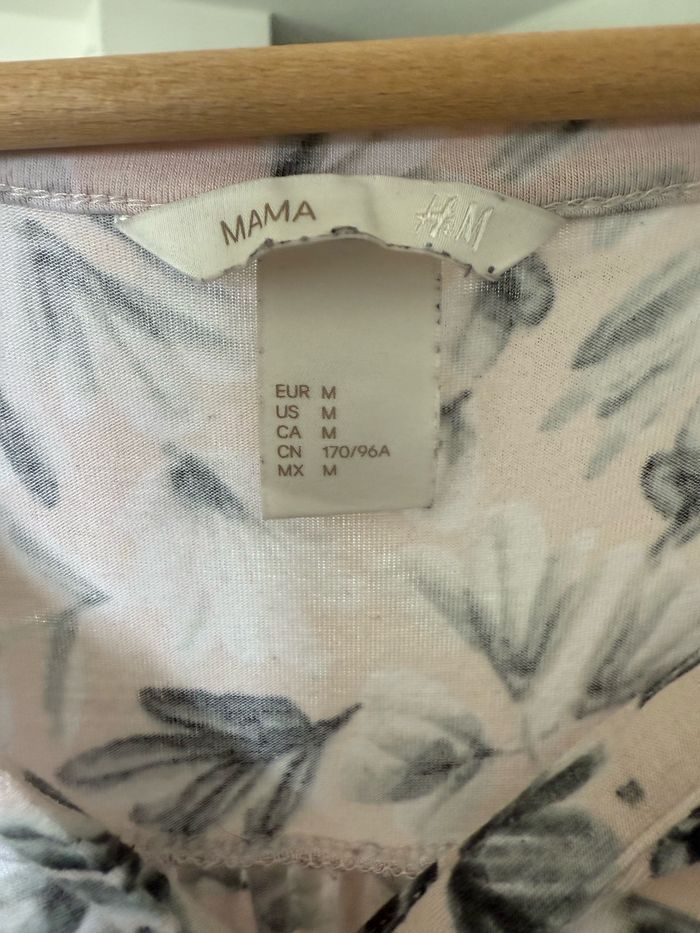 MAMA H&M
EUR M
US M
CA M
CN 170/96A
MX M